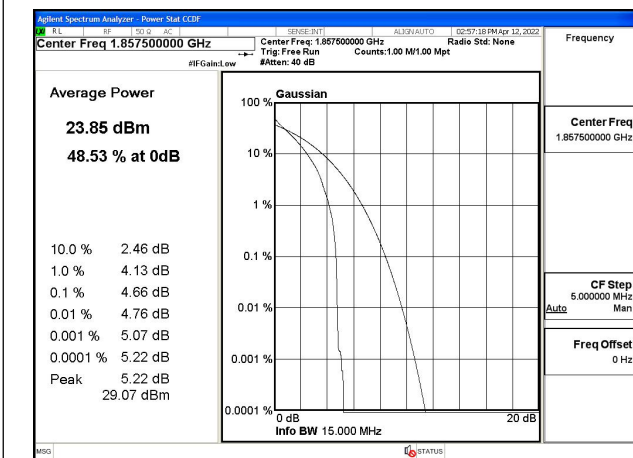 Agilent Spectrum Analyzer - Power Stat CCDF
RL RF 50 Ω AC SENSE:INT ALIGN AUTO 02:57:18 PM Apr 12, 2022
Center Freq 1.857500000 GHz
Center Freq: 1.857500000 GHz Radio Std: None
Trig: Free Run Counts:1.00 M/1.00 Mpt
#IFGain:Low #Atten: 40 dB
Frequency
Average Power
23.85 dBm
48.53 % at 0dB
10.0 % 2.46 dB
1.0 % 4.13 dB
0.1 % 4.66 dB
0.01 % 4.76 dB
0.001 % 5.07 dB
0.0001 % 5.22 dB
Peak 5.22 dB
29.07 dBm
Gaussian
100 %
10 %
1 %
0.1 %
0.01 %
0.001 %
0.0001 %
0 dB 20 dB
Info BW 15.000 MHz
Center Freq
1.857500000 GHz
CF Step
5.000000 MHz
Auto Man
Freq Offset
0 Hz
MSG STATUS